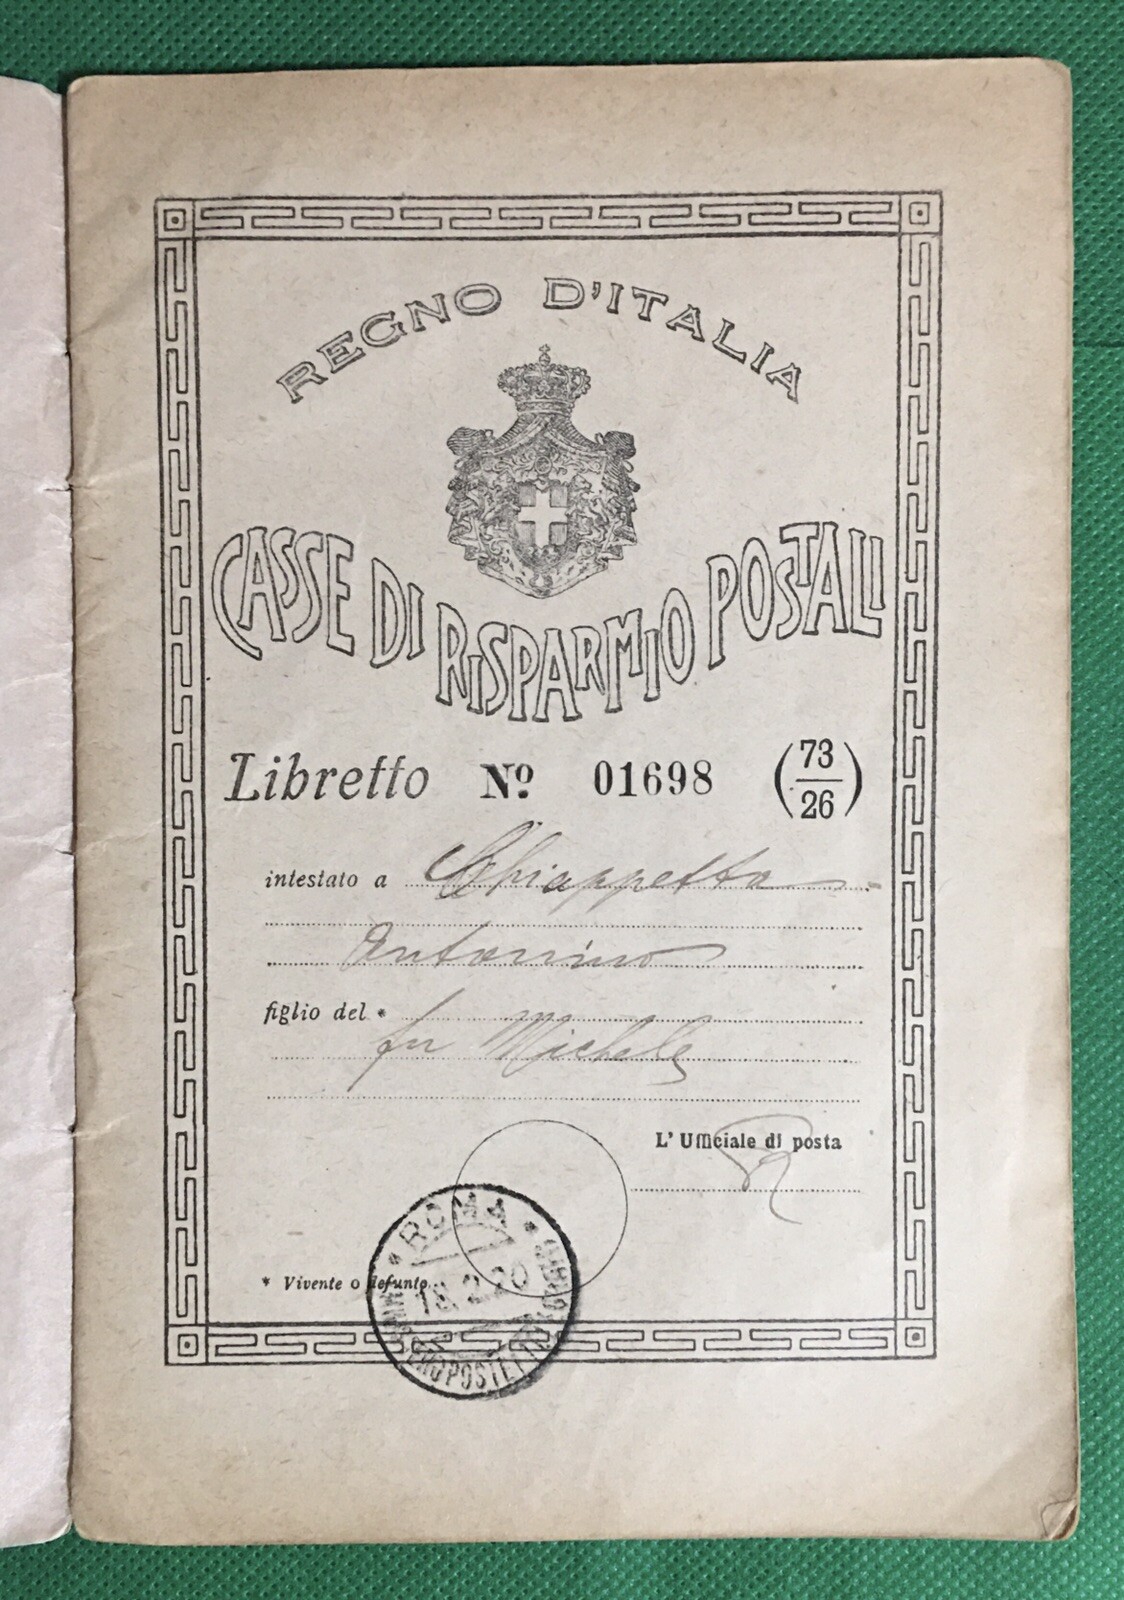 REGNO D'ITALIA
CASSE DI RISPARMIO POSTALI
Libretto Nº 01698 (73/26)
intestato a Chiappetta
Antonino
figlio del *
fu Michele
L'Ufficiale di posta
* Vivente o defunto
ROMA
18.2.20